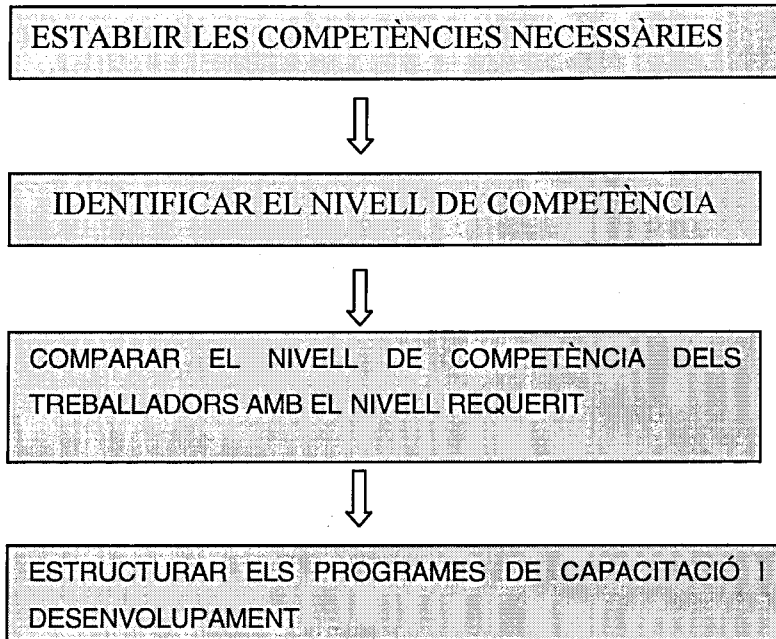 ESTABLIR LES COMPETÈNCIES NECESSÀRIES
IDENTIFICAR EL NIVELL DE COMPETÈNCIA
COMPARAR EL NIVELL DE COMPETÈNCIA DELS
TREBALLADORS AMB EL NIVELL REQUERIT
ESTRUCTURAR ELS PROGRAMES DE CAPACITACIÓ I
DESENVOLUPAMENT